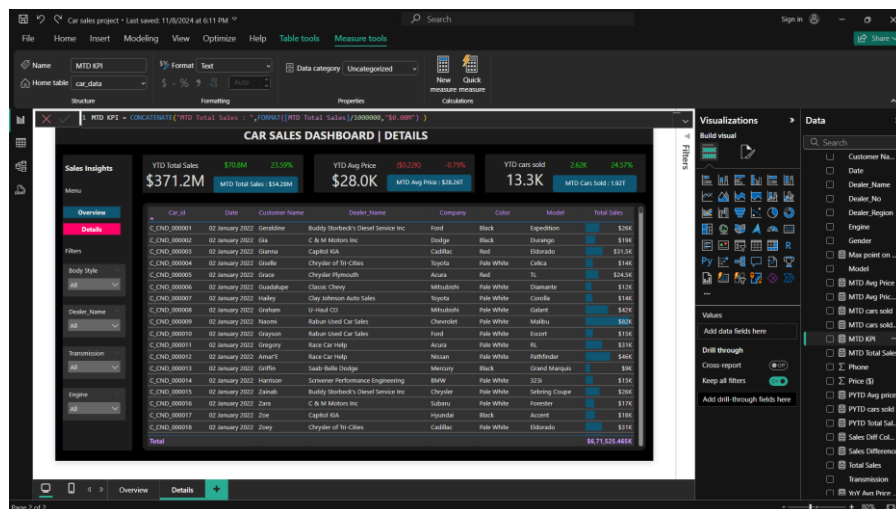 Car sales project • Last saved: 11/8/2024 at 6:11 PM
Search
Sign in
File Home Insert Modeling View Optimize Help Table tools Measure tools
Share
Name MTD KPI
Format Text
Data category Uncategorized
New measure
Quick measure
Home table car_data
$ % Auto
Structure Formatting Properties Calculations
1 MTD KPI = CONCATENATE("MTD Total Sales : ",FORMAT([MTD Total Sales]/1000000,"$0.00M") )
CAR SALES DASHBOARD | DETAILS
Sales Insights
Menu
Overview
Details
Filters
Body Style
All
Dealer_Name
All
Transmission
All
Engine
All
YTD Total Sales $70.8M 23.59%
$371.2M MTD Total Sales : $54.28M
YTD Avg Price ($0.22K) -0.79%
$28.0K MTD Avg Price : $28.26T
YTD cars sold 2.62K 24.57%
13.3K MTD Cars Sold : 1.92T
Car_id Date Customer Name Dealer_Name Company Color Model Total Sales
C_CND_000001 02 January 2022 Geraldine Buddy Storbeck's Diesel Service Inc Ford Black Expedition $26K
C_CND_000002 02 January 2022 Gia C & M Motors Inc Dodge Black Durango $19K
C_CND_000003 02 January 2022 Gianna Capitol KIA Cadillac Red Eldorado $31.5K
C_CND_000004 02 January 2022 Giselle Chrysler of Tri-Cities Toyota Pale White Celica $14K
C_CND_000005 02 January 2022 Grace Chrysler Plymouth Acura Red TL $24.5K
C_CND_000006 02 January 2022 Guadalupe Classic Chevy Mitsubishi Pale White Diamante $12K
C_CND_000007 02 January 2022 Hailey Clay Johnson Auto Sales Toyota Pale White Corolla $14K
C_CND_000008 02 January 2022 Graham U-Haul CO Mitsubishi Pale White Galant $42K
C_CND_000009 02 January 2022 Naomi Rabun Used Car Sales Chevrolet Pale White Malibu $82K
C_CND_000010 02 January 2022 Grayson Rabun Used Car Sales Ford Pale White Escort $15K
C_CND_000011 02 January 2022 Gregory Race Car Help Acura Pale White RL $31K
C_CND_000012 02 January 2022 Amar'E Race Car Help Nissan Pale White Pathfinder $46K
C_CND_000013 02 January 2022 Griffin Saab-Belle Dodge Mercury Black Grand Marquis $9K
C_CND_000014 02 January 2022 Harrison Scrivener Performance Engineering BMW Pale White 323i $15K
C_CND_000015 02 January 2022 Zainab Buddy Storbeck's Diesel Service Inc Chrysler Pale White Sebring Coupe $26K
C_CND_000016 02 January 2022 Zara C & M Motors Inc Subaru Pale White Forester $17K
C_CND_000017 02 January 2022 Zoe Capitol KIA Hyundai Black Accent $18K
C_CND_000018 02 January 2022 Zoey Chrysler of Tri-Cities Cadillac Pale White Eldorado $31K
Total $6,71,525.465K
Filters
Visualizations
Build visual
Values
Add data fields here
Drill through
Cross-report Off
Keep all filters On
Add drill-through fields here
Data
Search
Customer Na...
Date
Dealer_Name
Dealer_No
Dealer_Region
Engine
Gender
Max point on ...
Model
MTD Avg Price
MTD Avg Pric...
MTD cars sold
MTD cars sold...
MTD KPI
MTD Total Sales
Phone
Price ($)
PYTD Avg price
PYTD cars sold
PYTD Total Sal...
Sales Diff Col...
Sales Difference
Total Sales
Transmission
YoY Avg Price ...
Overview Details +
Page 2 of 2
80%